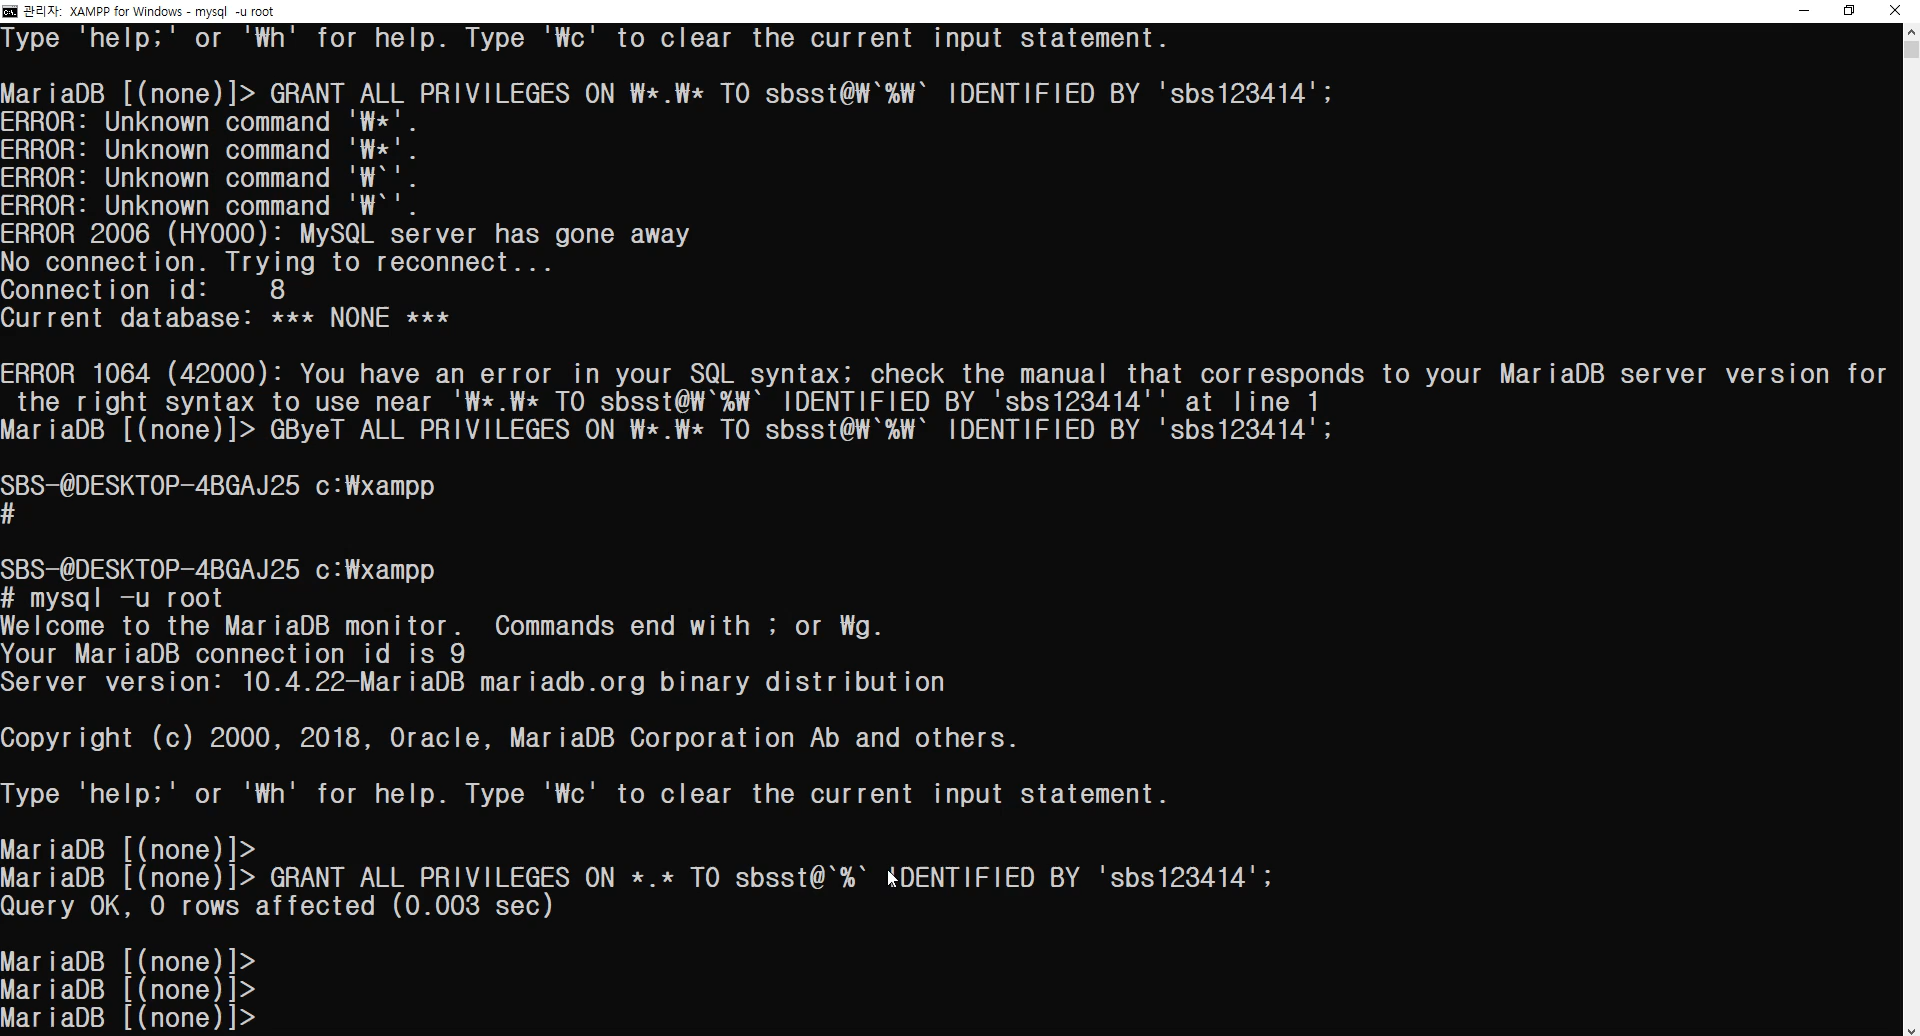 관리자: XAMPP for Windows - mysql -u root
Type 'help;' or '₩h' for help. Type '₩c' to clear the current input statement.
MariaDB [(none)]> GRANT ALL PRIVILEGES ON ₩*.₩* TO sbsst@₩`%₩` IDENTIFIED BY 'sbs123414';
ERROR: Unknown command '₩*'.
ERROR: Unknown command '₩*'.
ERROR: Unknown command '₩`'.
ERROR: Unknown command '₩`'.
ERROR 2006 (HY000): MySQL server has gone away
No connection. Trying to reconnect...
Connection id:    8
Current database: *** NONE ***
ERROR 1064 (42000): You have an error in your SQL syntax; check the manual that corresponds to your MariaDB server version for
the right syntax to use near '₩*.₩* TO sbsst@₩`%₩` IDENTIFIED BY 'sbs123414'' at line 1
MariaDB [(none)]> GByeT ALL PRIVILEGES ON ₩*.₩* TO sbsst@₩`%₩` IDENTIFIED BY 'sbs123414';
SBS-@DESKTOP-4BGAJ25 c:₩xampp
#
SBS-@DESKTOP-4BGAJ25 c:₩xampp
# mysql -u root
Welcome to the MariaDB monitor.  Commands end with ; or ₩g.
Your MariaDB connection id is 9
Server version: 10.4.22-MariaDB mariadb.org binary distribution
Copyright (c) 2000, 2018, Oracle, MariaDB Corporation Ab and others.
Type 'help;' or '₩h' for help. Type '₩c' to clear the current input statement.
MariaDB [(none)]>
MariaDB [(none)]> GRANT ALL PRIVILEGES ON *.* TO sbsst@`%` IDENTIFIED BY 'sbs123414';
Query OK, 0 rows affected (0.003 sec)
MariaDB [(none)]>
MariaDB [(none)]>
MariaDB [(none)]>